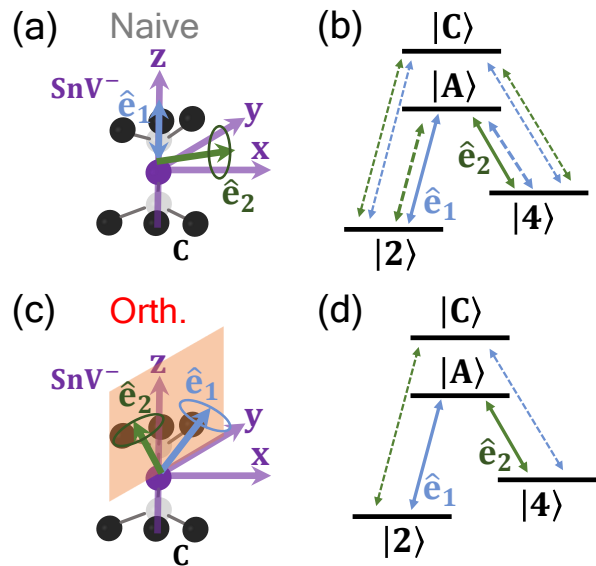 (a) Naive
z
SnV⁻
ê₁
y
x
ê₂
C
(b)
|C⟩
|A⟩
ê₂
ê₁
|4⟩
|2⟩
(c) Orth.
SnV⁻
z
ê₂
ê₁
y
x
C
(d)
|C⟩
|A⟩
ê₂
ê₁
|4⟩
|2⟩